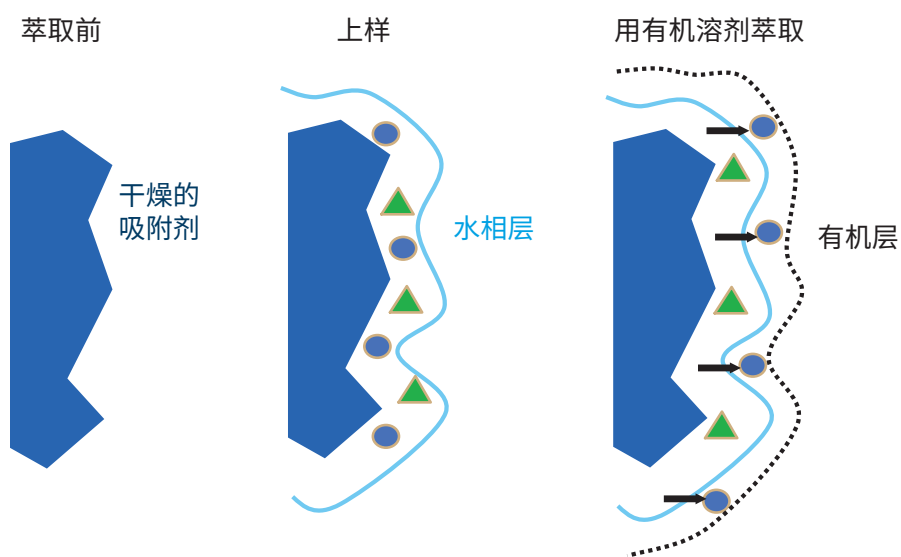 萃取前
上样
用有机溶剂萃取
干燥的
吸附剂
水相层
有机层